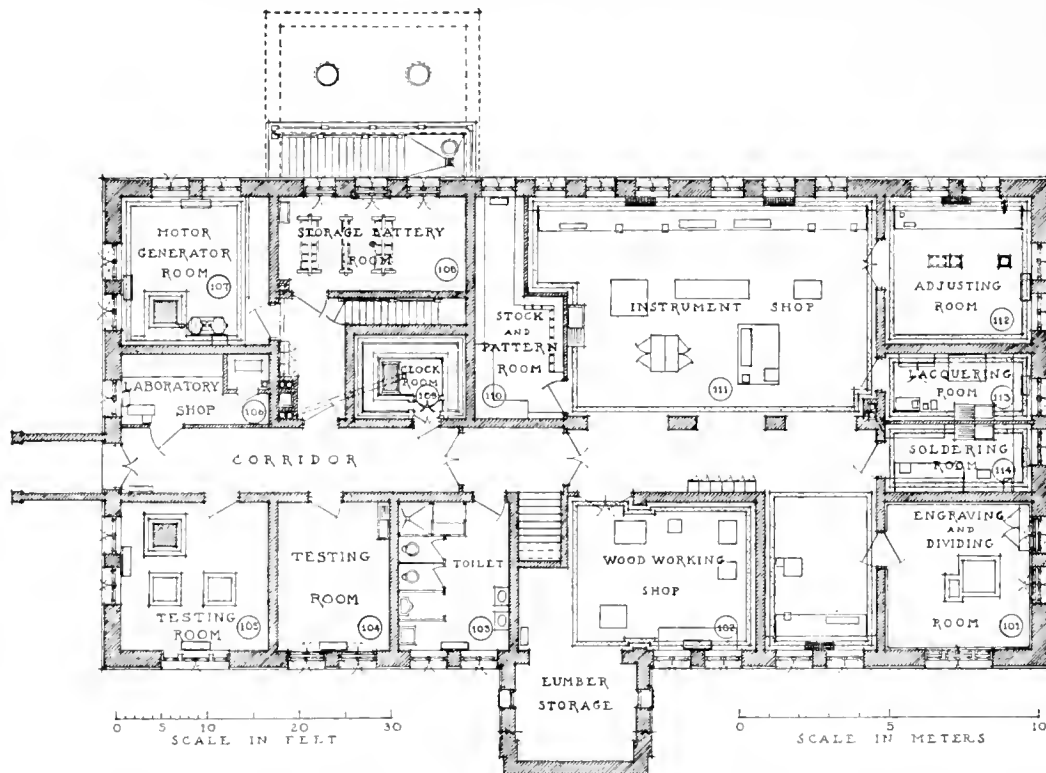 MOTOR
GENERATOR
ROOM
107
STORAGE BATTERY
ROOM
108
STOCK
AND
PATTERN
ROOM
110
INSTRUMENT SHOP
111
ADJUSTING
ROOM
112
LABORATORY
SHOP
106
CLOCK
ROOM
109
LACQUERING
ROOM
113
SOLDERING
ROOM
114
CORRIDOR
TESTING
ROOM
105
TESTING
ROOM
104
TOILET
103
WOOD WORKING
SHOP
102
ENGRAVING
AND
DIVIDING
ROOM
101
LUMBER
STORAGE
0 5 10 20 30
SCALE IN FEET
0 5 10
SCALE IN METERS